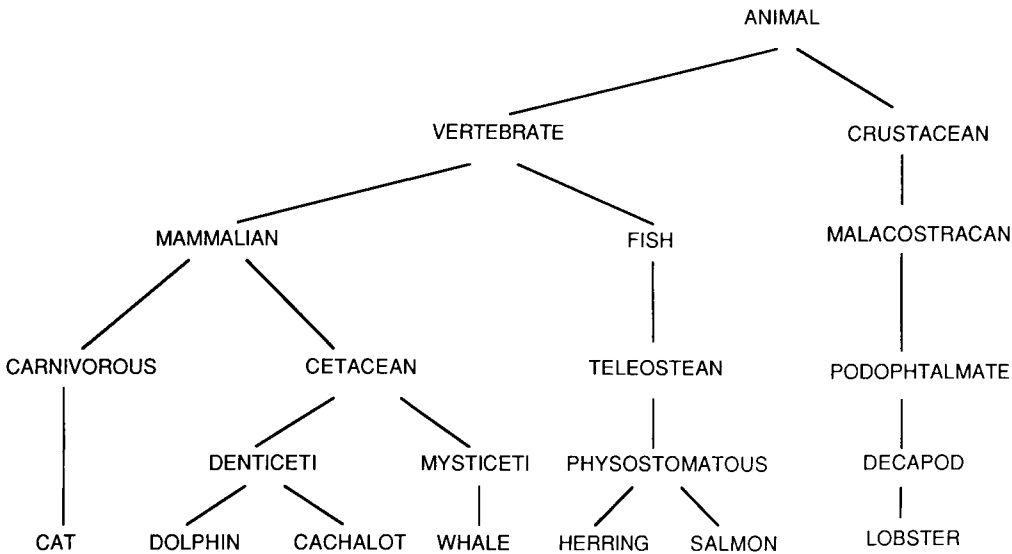 ANIMAL
VERTEBRATE CRUSTACEAN
MAMMALIAN FISH MALACOSTRACAN
CARNIVOROUS CETACEAN TELEOSTEAN PODOPHTALMATE
DENTICETI MYSTICETI PHYSOSTOMATOUS DECAPOD
CAT DOLPHIN CACHALOT WHALE HERRING SALMON LOBSTER